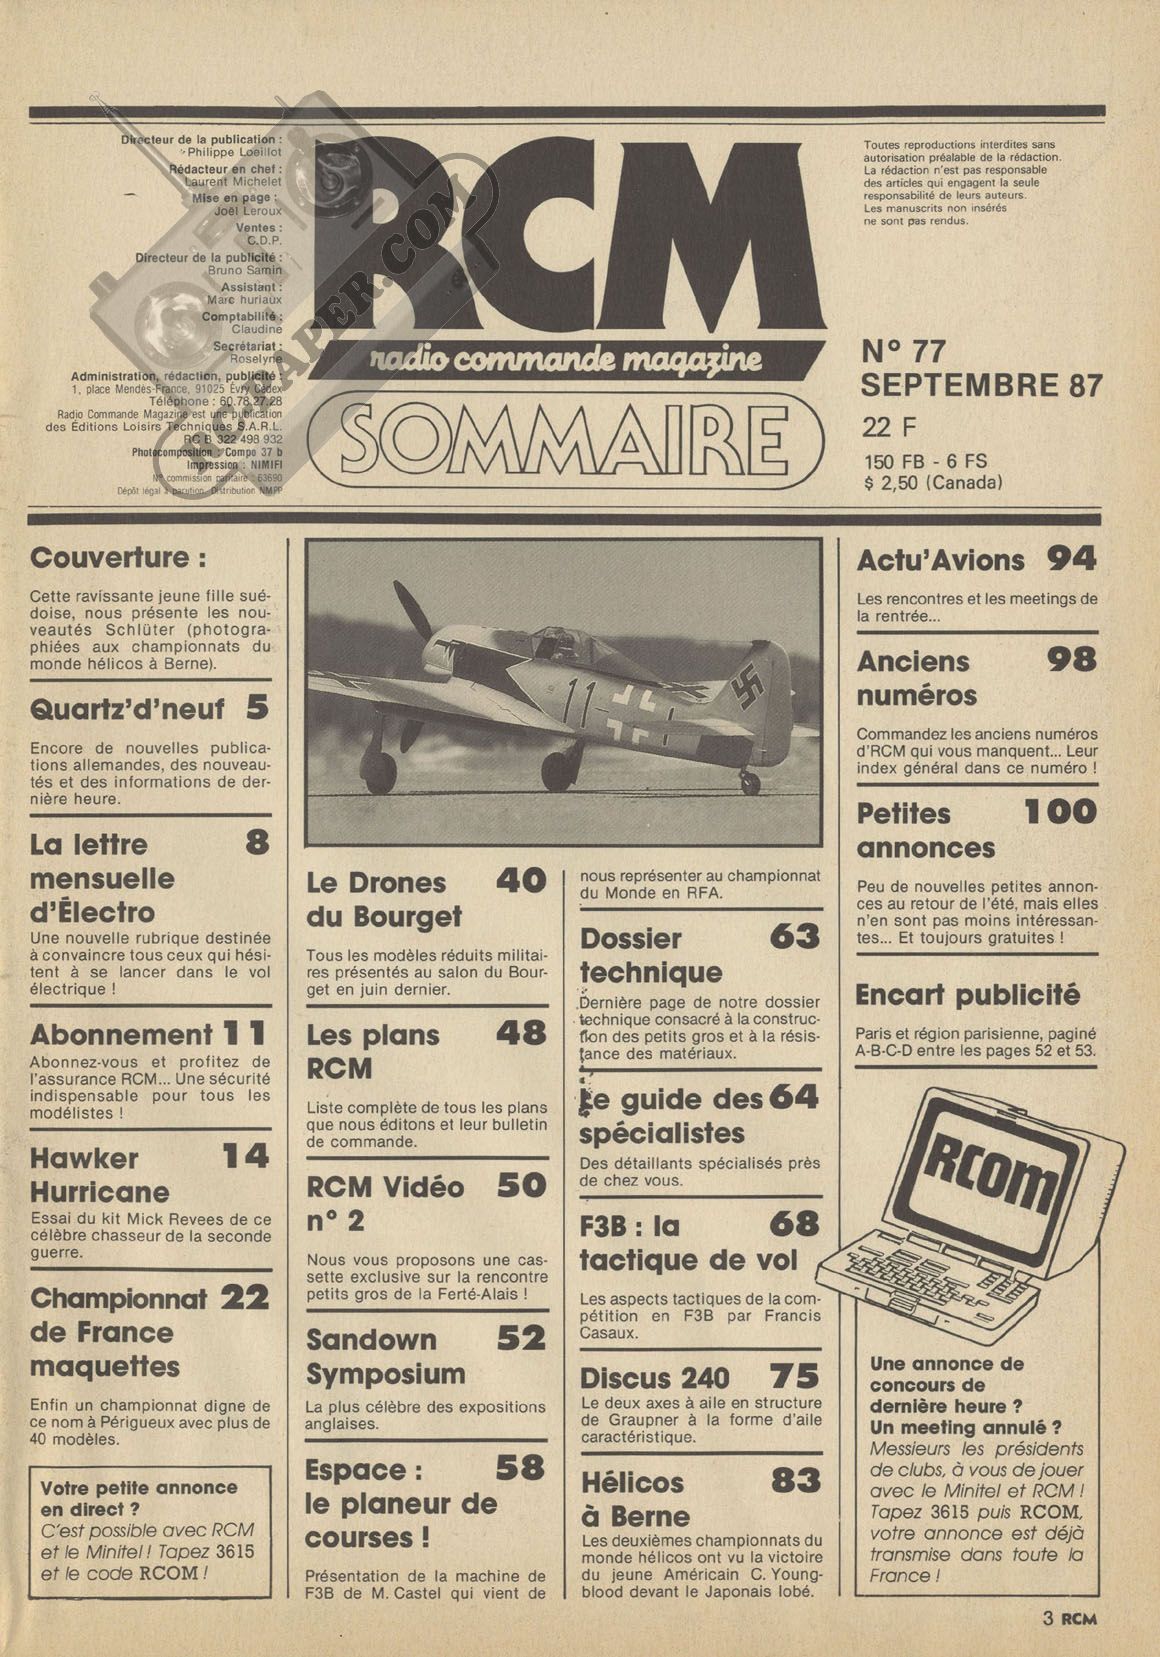 Directeur de la publication :
Philippe Loeillot
Rédacteur en chef :
Laurent Michelet
Mise en page :
Joël Leroux
Ventes :
C.D.P.
Directeur de la publicité :
Bruno Samin
Assistant :
Marc huriaux
Comptabilité :
Claudine
Secrétariat :
Roselyne
Administration, rédaction, publicité :
1, place Mendès-France, 91025 Évry Cedex
Téléphone : 60.78.27.28
Radio Commande Magazine est une publication
des Éditions Loisirs Techniques S.A.R.L.
RC B 322 498 932
Photocomposition : Compo 37 b
Impression : NIMIFI
N° commission paritaire : 63690
Dépôt légal à parution. Distribution NMPP
RCPAPER.COM
RCM
radio commande magazine
SOMMAIRE
Toutes reproductions interdites sans
autorisation préalable de la rédaction.
La rédaction n'est pas responsable
des articles qui engagent la seule
responsabilité de leurs auteurs.
Les manuscrits non insérés
ne sont pas rendus.
N° 77
SEPTEMBRE 87
22 F
150 FB - 6 FS
$ 2,50 (Canada)
Couverture :
Cette ravissante jeune fille sué-
doise, nous présente les nou-
veautés Schlüter (photogra-
phiées aux championnats du
monde hélicos à Berne).
Quartz'd'neuf 5
Encore de nouvelles publica-
tions allemandes, des nouveau-
tés et des informations de der-
nière heure.
La lettre 8
mensuelle
d'Électro
Une nouvelle rubrique destinée
à convaincre tous ceux qui hési-
tent à se lancer dans le vol
électrique !
Abonnement 11
Abonnez-vous et profitez de
l'assurance RCM... Une sécurité
indispensable pour tous les
modélistes !
Hawker 14
Hurricane
Essai du kit Mick Revees de ce
célèbre chasseur de la seconde
guerre.
Championnat 22
de France
maquettes
Enfin un championnat digne de
ce nom à Périgueux avec plus de
40 modèles.
Votre petite annonce
en direct ?
C'est possible avec RCM
et le Minitel ! Tapez 3615
et le code RCOM !
11
Le Drones 40
du Bourget
Tous les modèles réduits militai-
res présentés au salon du Bour-
get en juin dernier.
Les plans 48
RCM
Liste complète de tous les plans
que nous éditons et leur bulletin
de commande.
RCM Vidéo 50
n° 2
Nous vous proposons une cas-
sette exclusive sur la rencontre
petits gros de la Ferté-Alais !
Sandown 52
Symposium
La plus célèbre des expositions
anglaises.
Espace : 58
le planeur de
courses !
Présentation de la machine de
F3B de M. Castel qui vient de
nous représenter au championnat
du Monde en RFA.
Dossier 63
technique
Dernière page de notre dossier
technique consacré à la construc-
tion des petits gros et à la résis-
tance des matériaux.
Le guide des 64
spécialistes
Des détaillants spécialisés près
de chez vous.
F3B : la 68
tactique de vol
Les aspects tactiques de la com-
pétition en F3B par Francis
Casaux.
Discus 240 75
Le deux axes à aile en structure
de Graupner à la forme d'aile
caractéristique.
Hélicos 83
à Berne
Les deuxièmes championnats du
monde hélicos ont vu la victoire
du jeune Américain C. Young-
blood devant le Japonais Iobé.
Actu'Avions 94
Les rencontres et les meetings de
la rentrée...
Anciens 98
numéros
Commandez les anciens numéros
d'RCM qui vous manquent... Leur
index général dans ce numéro !
Petites 100
annonces
Peu de nouvelles petites annon-
ces au retour de l'été, mais elles
n'en sont pas moins intéressan-
tes... Et toujours gratuites !
Encart publicité
Paris et région parisienne, paginé
A-B-C-D entre les pages 52 et 53.
RCOM
Une annonce de
concours de
dernière heure ?
Un meeting annulé ?
Messieurs les présidents
de clubs, à vous de jouer
avec le Minitel et RCM !
Tapez 3615 puis RCOM,
votre annonce est déjà
transmise dans toute la
France !
3 RCM